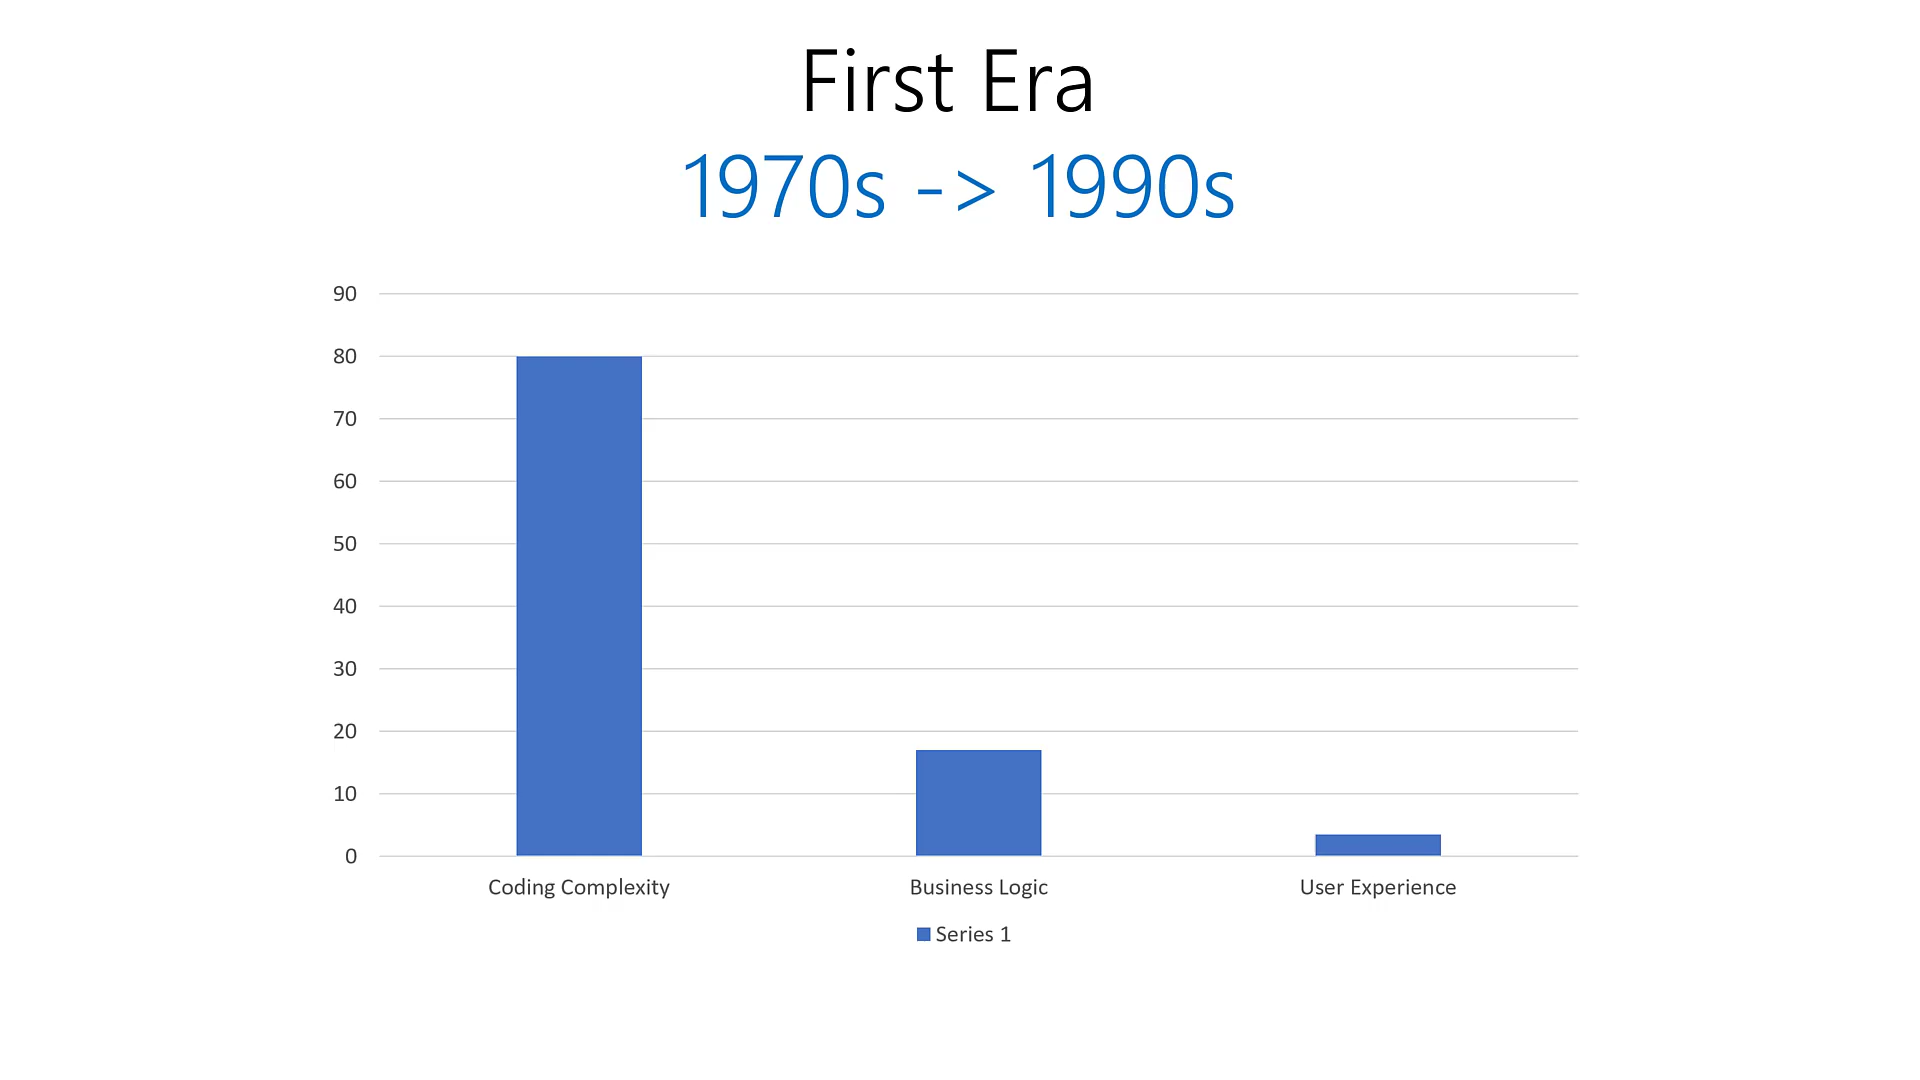 First Era
1970s -> 1990s
90
80
70
60
50
40
30
20
10
0
Coding Complexity
Business Logic
User Experience
Series 1